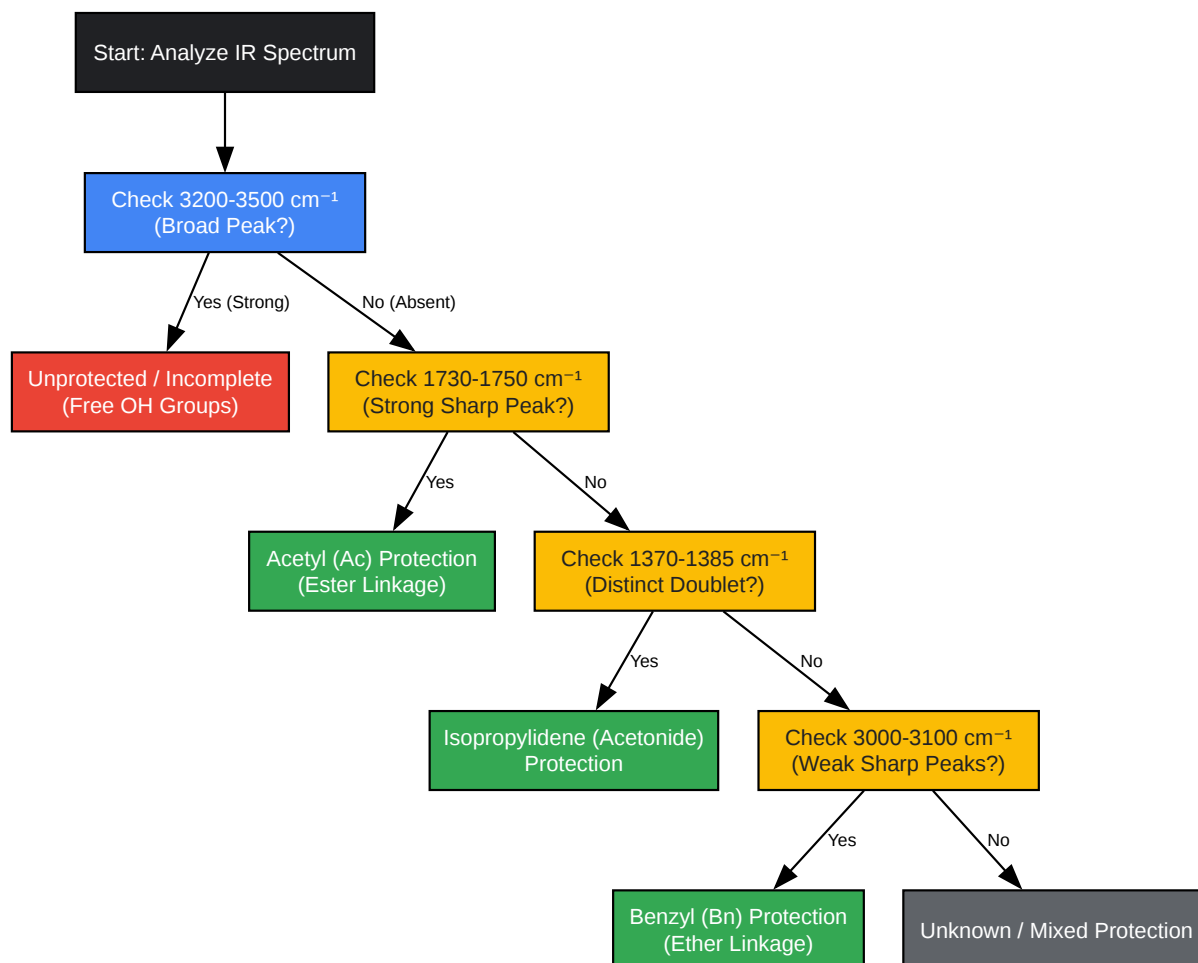 Start: Analyze IR Spectrum
Check 3200-3500 cm⁻¹
(Broad Peak?)
Yes (Strong)
No (Absent)
Unprotected / Incomplete
(Free OH Groups)
Check 1730-1750 cm⁻¹
(Strong Sharp Peak?)
Yes
No
Acetyl (Ac) Protection
(Ester Linkage)
Check 1370-1385 cm⁻¹
(Distinct Doublet?)
Yes
No
Isopropylidene (Acetonide)
Protection
Check 3000-3100 cm⁻¹
(Weak Sharp Peaks?)
Yes
No
Benzyl (Bn) Protection
(Ether Linkage)
Unknown / Mixed Protection